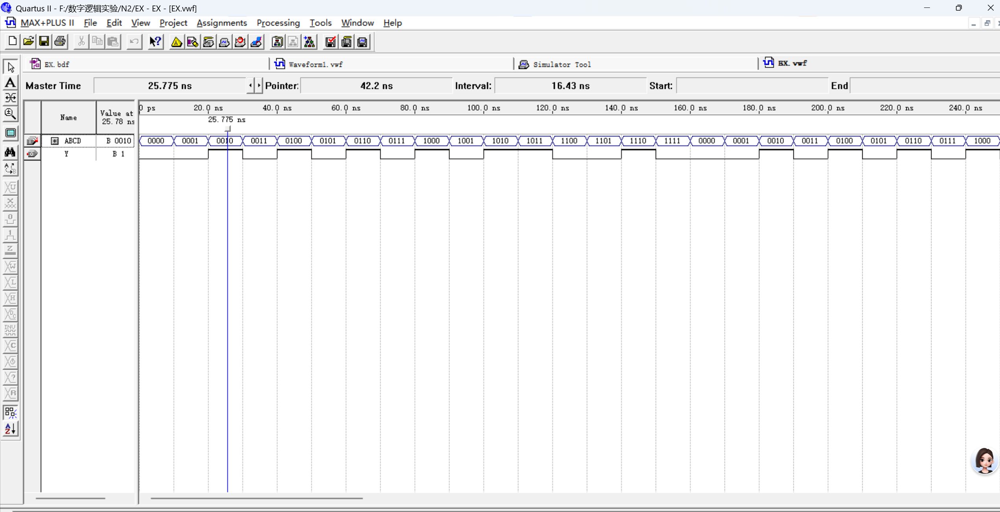 Quartus II - F:/数字逻辑实验/N2/EX - EX - [EX.vwf]
MAX+PLUS II File Edit View Project Assignments Processing Tools Window Help
EX.bdf Waveform1.vwf Simulator Tool EX.vwf
Master Time 25.775 ns Pointer: 42.2 ns Interval: 16.43 ns Start: End
Name
Value at
25.78 ns
0 ps 20.0 ns 40.0 ns 60.0 ns 80.0 ns 100.0 ns 120.0 ns 140.0 ns 160.0 ns 180.0 ns 200.0 ns 220.0 ns 240.0 ns
25.775 ns
ABCD B 0010 0000 0001 0010 0011 0100 0101 0110 0111 1000 1001 1010 1011 1100 1101 1110 1111 0000 0001 0010 0011 0100 0101 0110 0111 1000
Y B 1